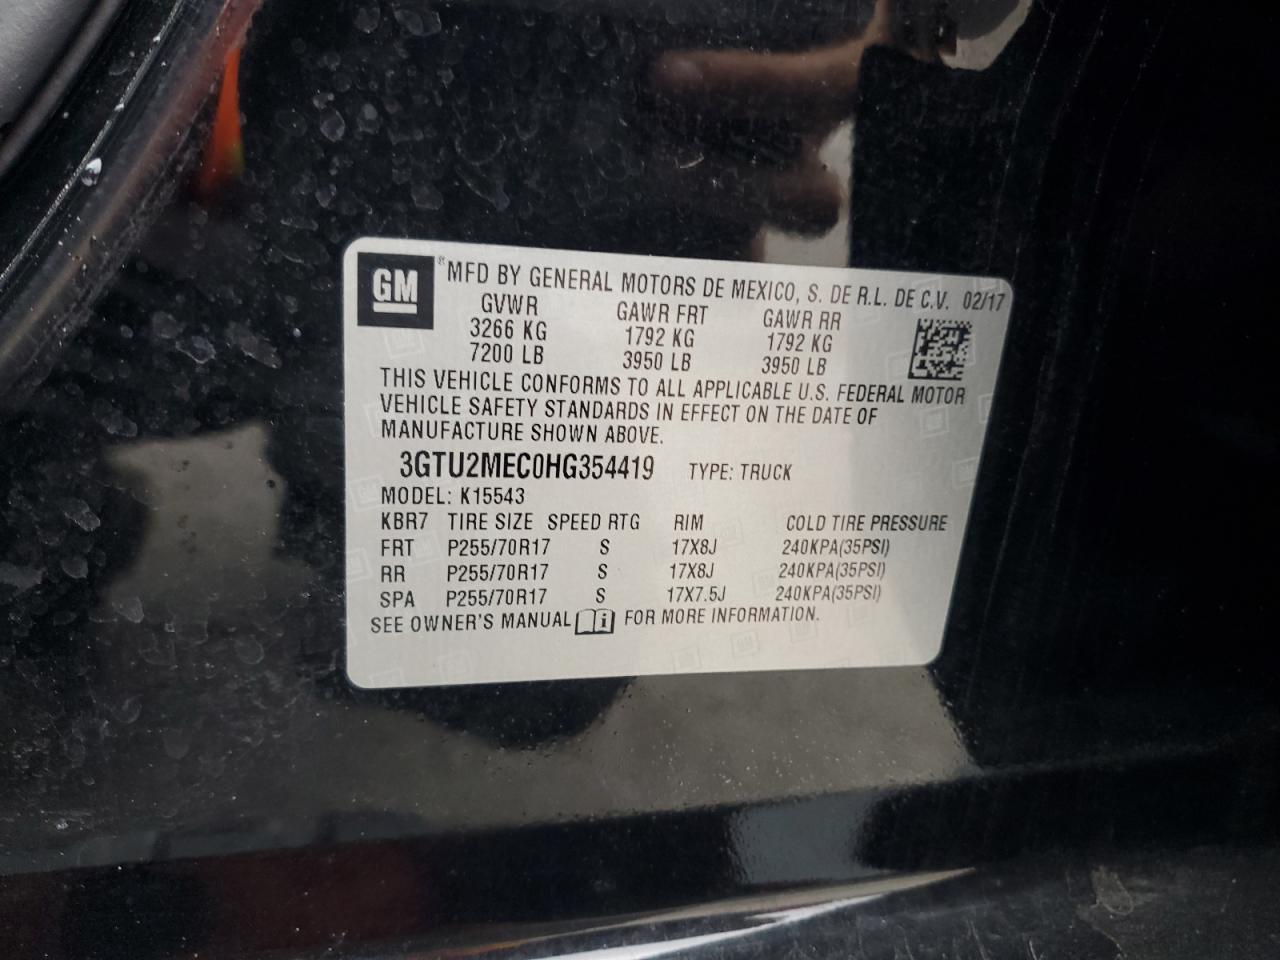 GM ® MFD BY GENERAL MOTORS DE MEXICO, S. DE R.L. DE C.V. 02/17
GVWR GAWR FRT GAWR RR
3266 KG 1792 KG 1792 KG
7200 LB 3950 LB 3950 LB
THIS VEHICLE CONFORMS TO ALL APPLICABLE U.S. FEDERAL MOTOR
VEHICLE SAFETY STANDARDS IN EFFECT ON THE DATE OF
MANUFACTURE SHOWN ABOVE.
3GTU2MEC0HG354419 TYPE: TRUCK
MODEL: K15543
KBR7 TIRE SIZE SPEED RTG RIM COLD TIRE PRESSURE
FRT P255/70R17 S 17X8J 240KPA(35PSI)
RR P255/70R17 S 17X8J 240KPA(35PSI)
SPA P255/70R17 S 17X7.5J 240KPA(35PSI)
SEE OWNER'S MANUAL i FOR MORE INFORMATION.